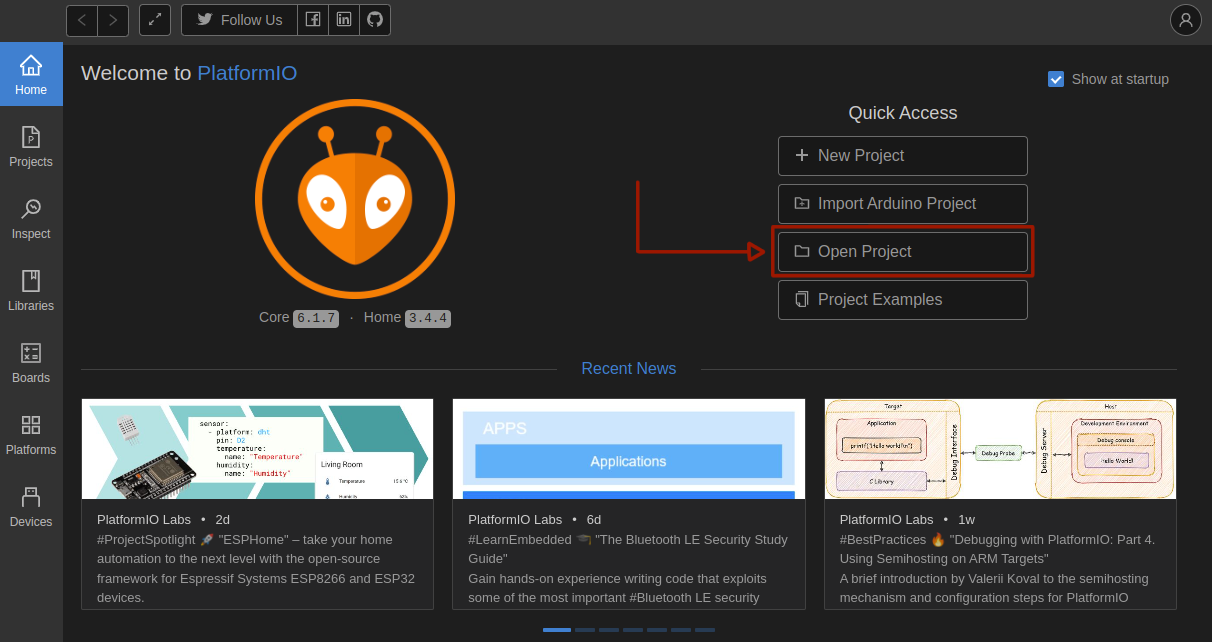 Follow Us
Home
Projects
Inspect
Libraries
Boards
Platforms
Devices
Welcome to PlatformIO
Show at startup
Core 6.1.7 · Home 3.4.4
Quick Access
New Project
Import Arduino Project
Open Project
Project Examples
Recent News
sensor:
- platform: dht
pin: D2
temperature:
name: "Temperature"
humidity:
name: "Humidity"
Living Room
Temperature
Humidity
PlatformIO Labs • 2d
#ProjectSpotlight 🚀 "ESPHome" – take your home
automation to the next level with the open-source
framework for Espressif Systems ESP8266 and ESP32
devices.
APPS
Applications
PlatformIO Labs • 6d
#LearnEmbedded 🎓 "The Bluetooth LE Security Study
Guide"
Gain hands-on experience writing code that exploits
some of the most important #Bluetooth LE security
Target
Application
printf("Hello world!\n")
C Library
Debug Interface
Debug Probe
Debug Server
Host
Development Environment
Debug console
Hello World!
PlatformIO Labs • 1w
#BestPractices 🔥 "Debugging with PlatformIO: Part 4.
Using Semihosting on ARM Targets"
A brief introduction by Valerii Koval to the semihosting
mechanism and configuration steps for PlatformIO